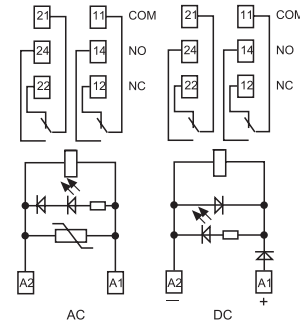 21 11 COM 21 11 COM
24 14 NO 24 14 NO
22 12 NC 22 12 NC
A2 A1 A2 A1
— +
AC DC